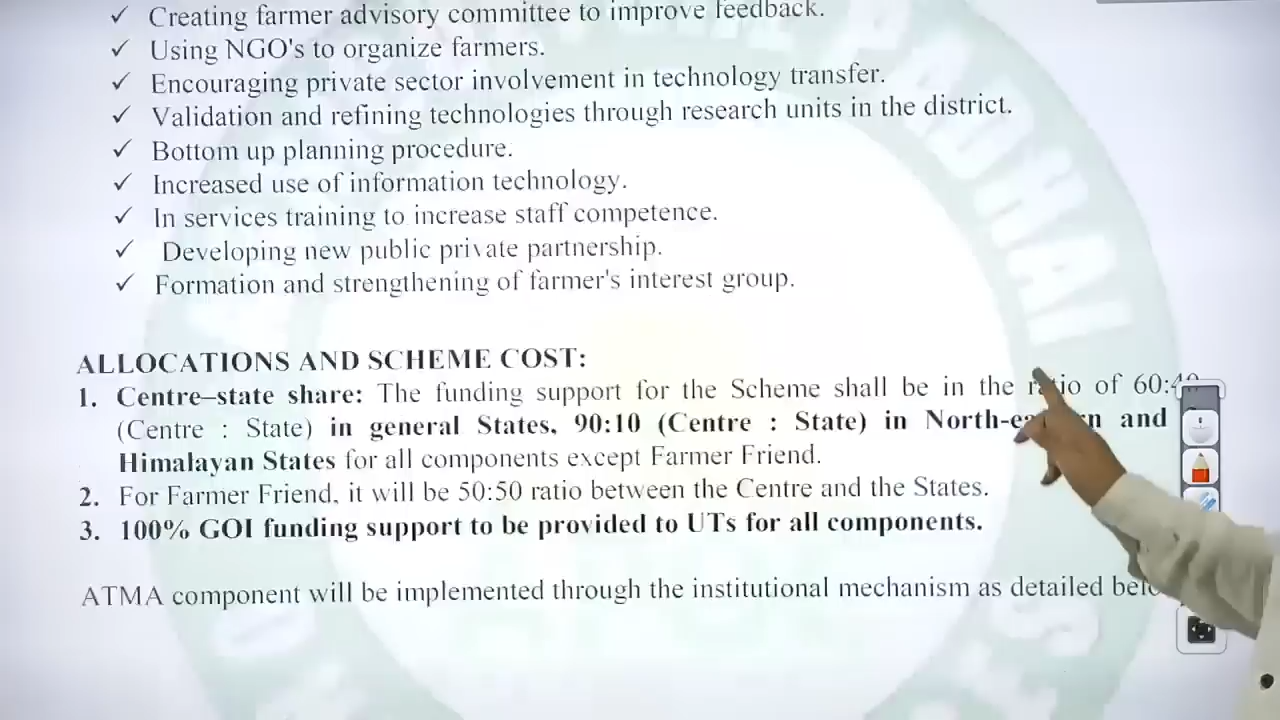 ✓ Creating farmer advisory committee to improve feedback.
✓ Using NGO's to organize farmers.
✓ Encouraging private sector involvement in technology transfer.
✓ Validation and refining technologies through research units in the district.
✓ Bottom up planning procedure.
✓ Increased use of information technology.
✓ In services training to increase staff competence.
✓ Developing new public private partnership.
✓ Formation and strengthening of farmer's interest group.
ALLOCATIONS AND SCHEME COST:
1. Centre–state share: The funding support for the Scheme shall be in the ratio of 60:40
(Centre : State) in general States, 90:10 (Centre : State) in North-eastern and
Himalayan States for all components except Farmer Friend.
2. For Farmer Friend, it will be 50:50 ratio between the Centre and the States.
3. 100% GOI funding support to be provided to UTs for all components.
ATMA component will be implemented through the institutional mechanism as detailed